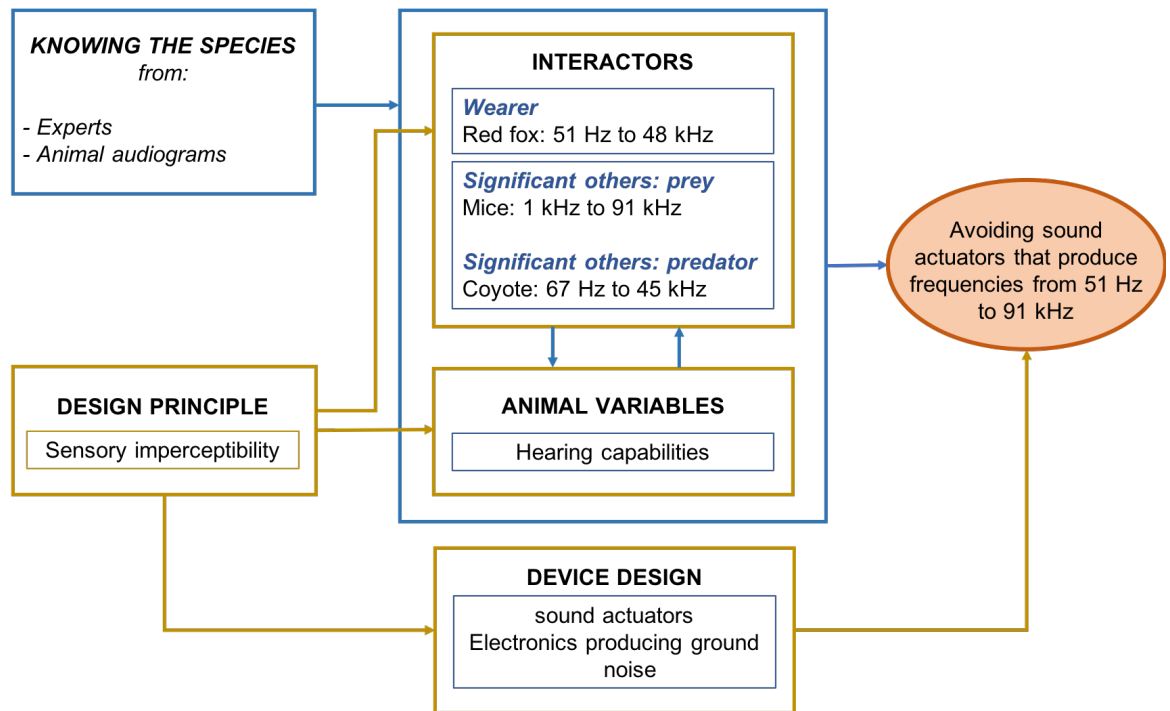 KNOWING THE SPECIES
from:
- Experts
- Animal audiograms
INTERACTORS
Wearer
Red fox: 51 Hz to 48 kHz
Significant others: prey
Mice: 1 kHz to 91 kHz
Significant others: predator
Coyote: 67 Hz to 45 kHz
Avoiding sound
actuators that produce
frequencies from 51 Hz
to 91 kHz
DESIGN PRINCIPLE
Sensory imperceptibility
ANIMAL VARIABLES
Hearing capabilities
DEVICE DESIGN
sound actuators
Electronics producing ground
noise